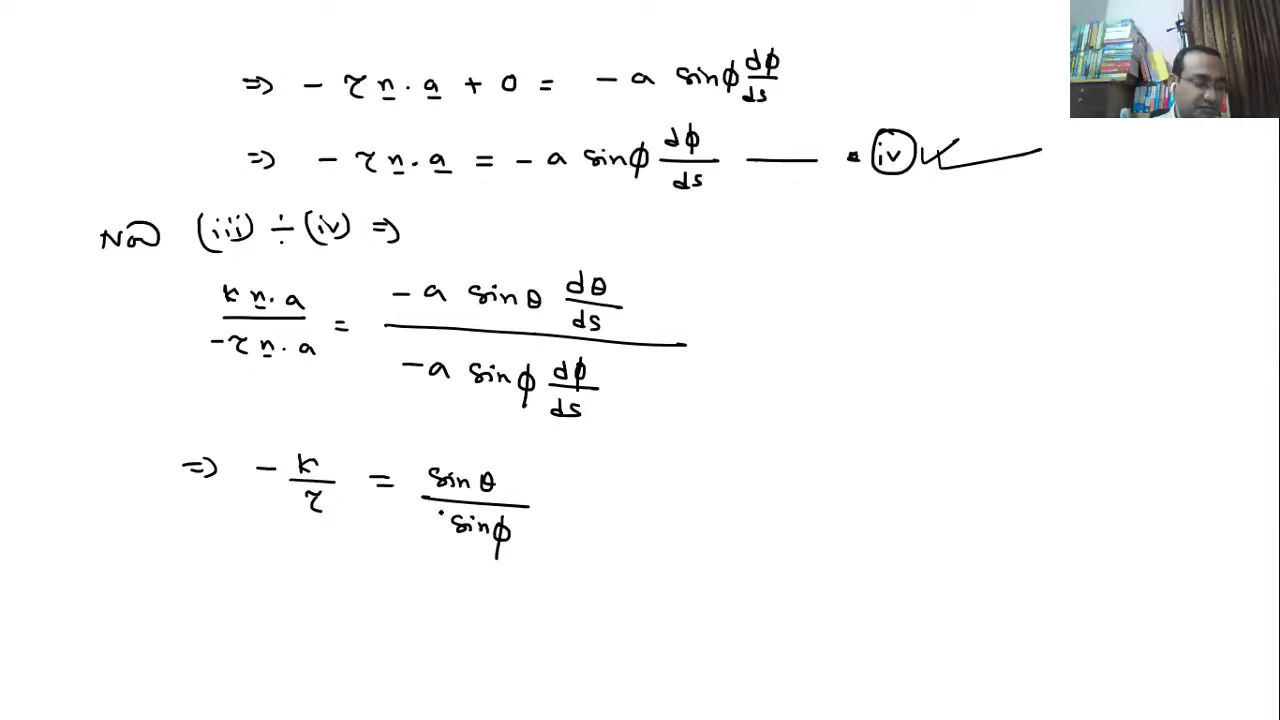 ⇒ - τ n. a + 0 = - a sinϕ dϕ/ds
⇒ - τ n. a = - a sinϕ dϕ/ds —— iv ✓
Now (iii) ÷ (iv) ⇒
κ n. a / -τ n. a = - a sinθ dθ/ds / -a sinϕ dϕ/ds
⇒ - κ/τ = sinθ / sinϕ